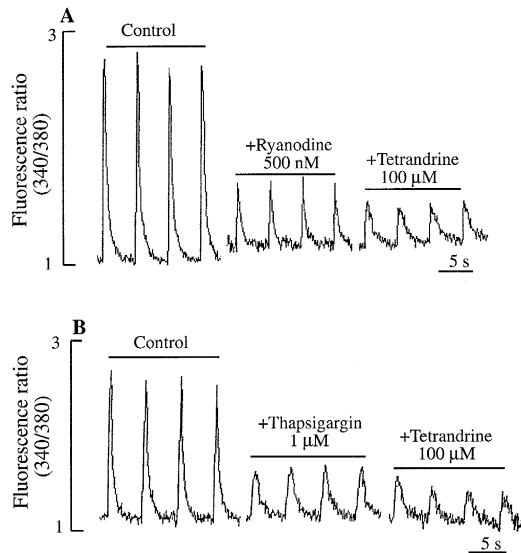 A
3
Control
Fluorescence ratio
(340/380)
+Ryanodine
500 nM
+Tetrandrine
100 µM
1
5 s
B
3
Control
Fluorescence ratio
(340/380)
+Thapsigargin
1 µM
+Tetrandrine
100 µM
1
5 s